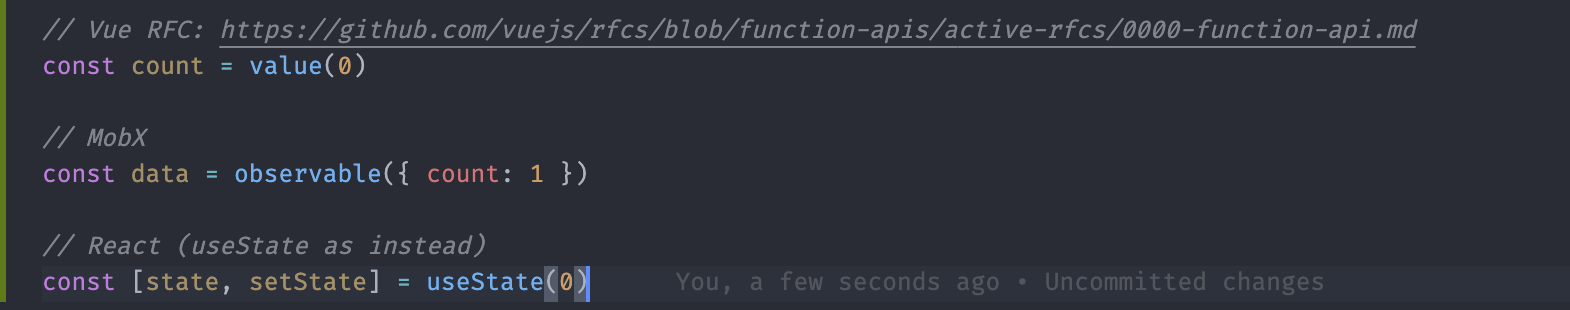 // Vue RFC: https://github.com/vuejs/rfcs/blob/function-apis/active-rfcs/0000-function-api.md
const count = value(0)
// MobX
const data = observable({ count: 1 })
// React (useState as instead)
const [state, setState] = useState(0) You, a few seconds ago • Uncommitted changes